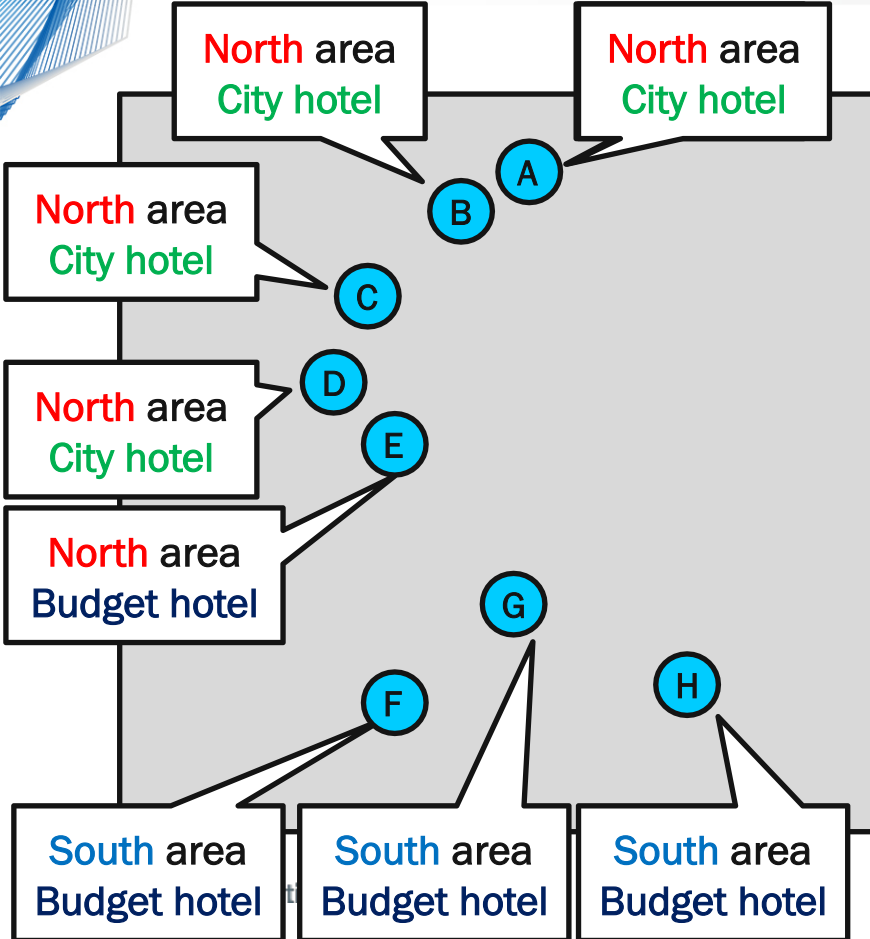 North area
City hotel
North area
City hotel
A
B
North area
City hotel
C
North area
City hotel
D
E
North area
Budget hotel
G
H
F
South area
Budget hotel
South area
Budget hotel
South area
Budget hotel